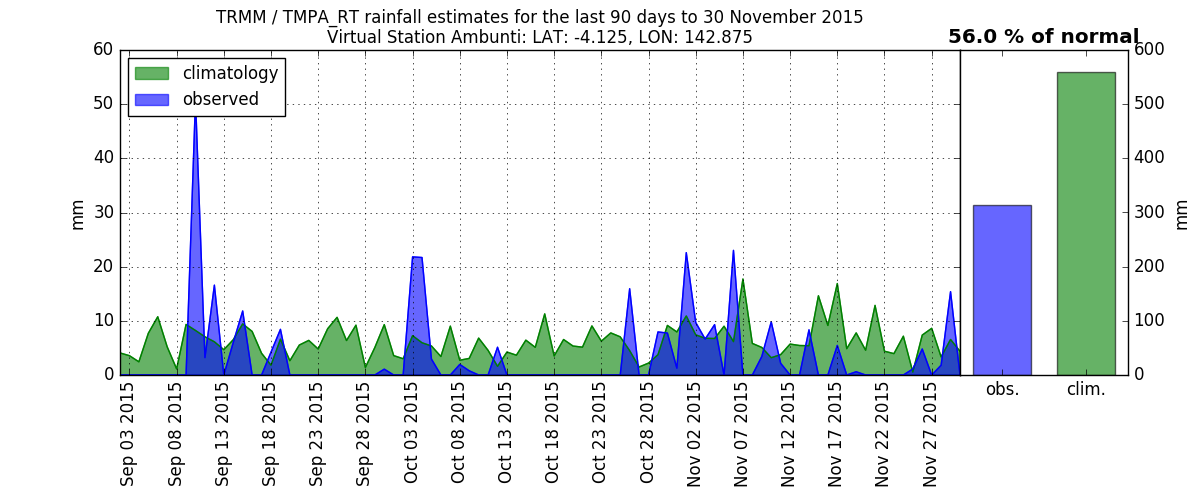 TRMM / TMPA_RT rainfall estimates for the last 90 days to 30 November 2015
Virtual Station Ambunti: LAT: -4.125, LON: 142.875
56.0 % of normal
climatology
observed
mm
60
50
40
30
20
10
0
600
500
400
300
200
100
0
mm
Sep 03 2015
Sep 08 2015
Sep 13 2015
Sep 18 2015
Sep 23 2015
Sep 28 2015
Oct 03 2015
Oct 08 2015
Oct 13 2015
Oct 18 2015
Oct 23 2015
Oct 28 2015
Nov 02 2015
Nov 07 2015
Nov 12 2015
Nov 17 2015
Nov 22 2015
Nov 27 2015
obs.
clim.